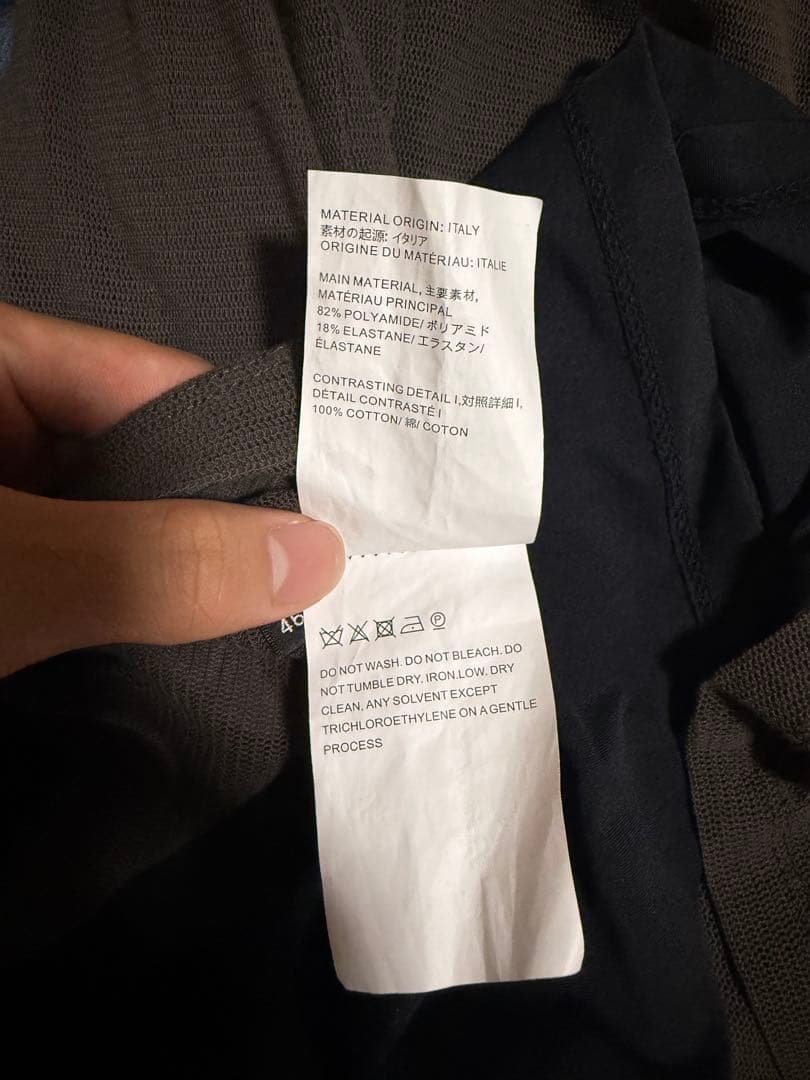 MATERIAL ORIGIN: ITALY
素材の起源: イタリア
ORIGINE DU MATÉRIAU: ITALIE
MAIN MATERIAL, 主要素材,
MATÉRIAU PRINCIPAL
82% POLYAMIDE/ ポリアミド
18% ELASTANE/ エラスタン/
ÉLASTANE
CONTRASTING DETAIL I,対照詳細 I,
DÉTAIL CONTRASTÉ I
100% COTTON/ 綿/ COTON
46
P
DO NOT WASH. DO NOT BLEACH. DO
NOT TUMBLE DRY. IRON.LOW. DRY
CLEAN, ANY SOLVENT EXCEPT
TRICHLOROETHYLENE ON A GENTLE
PROCESS